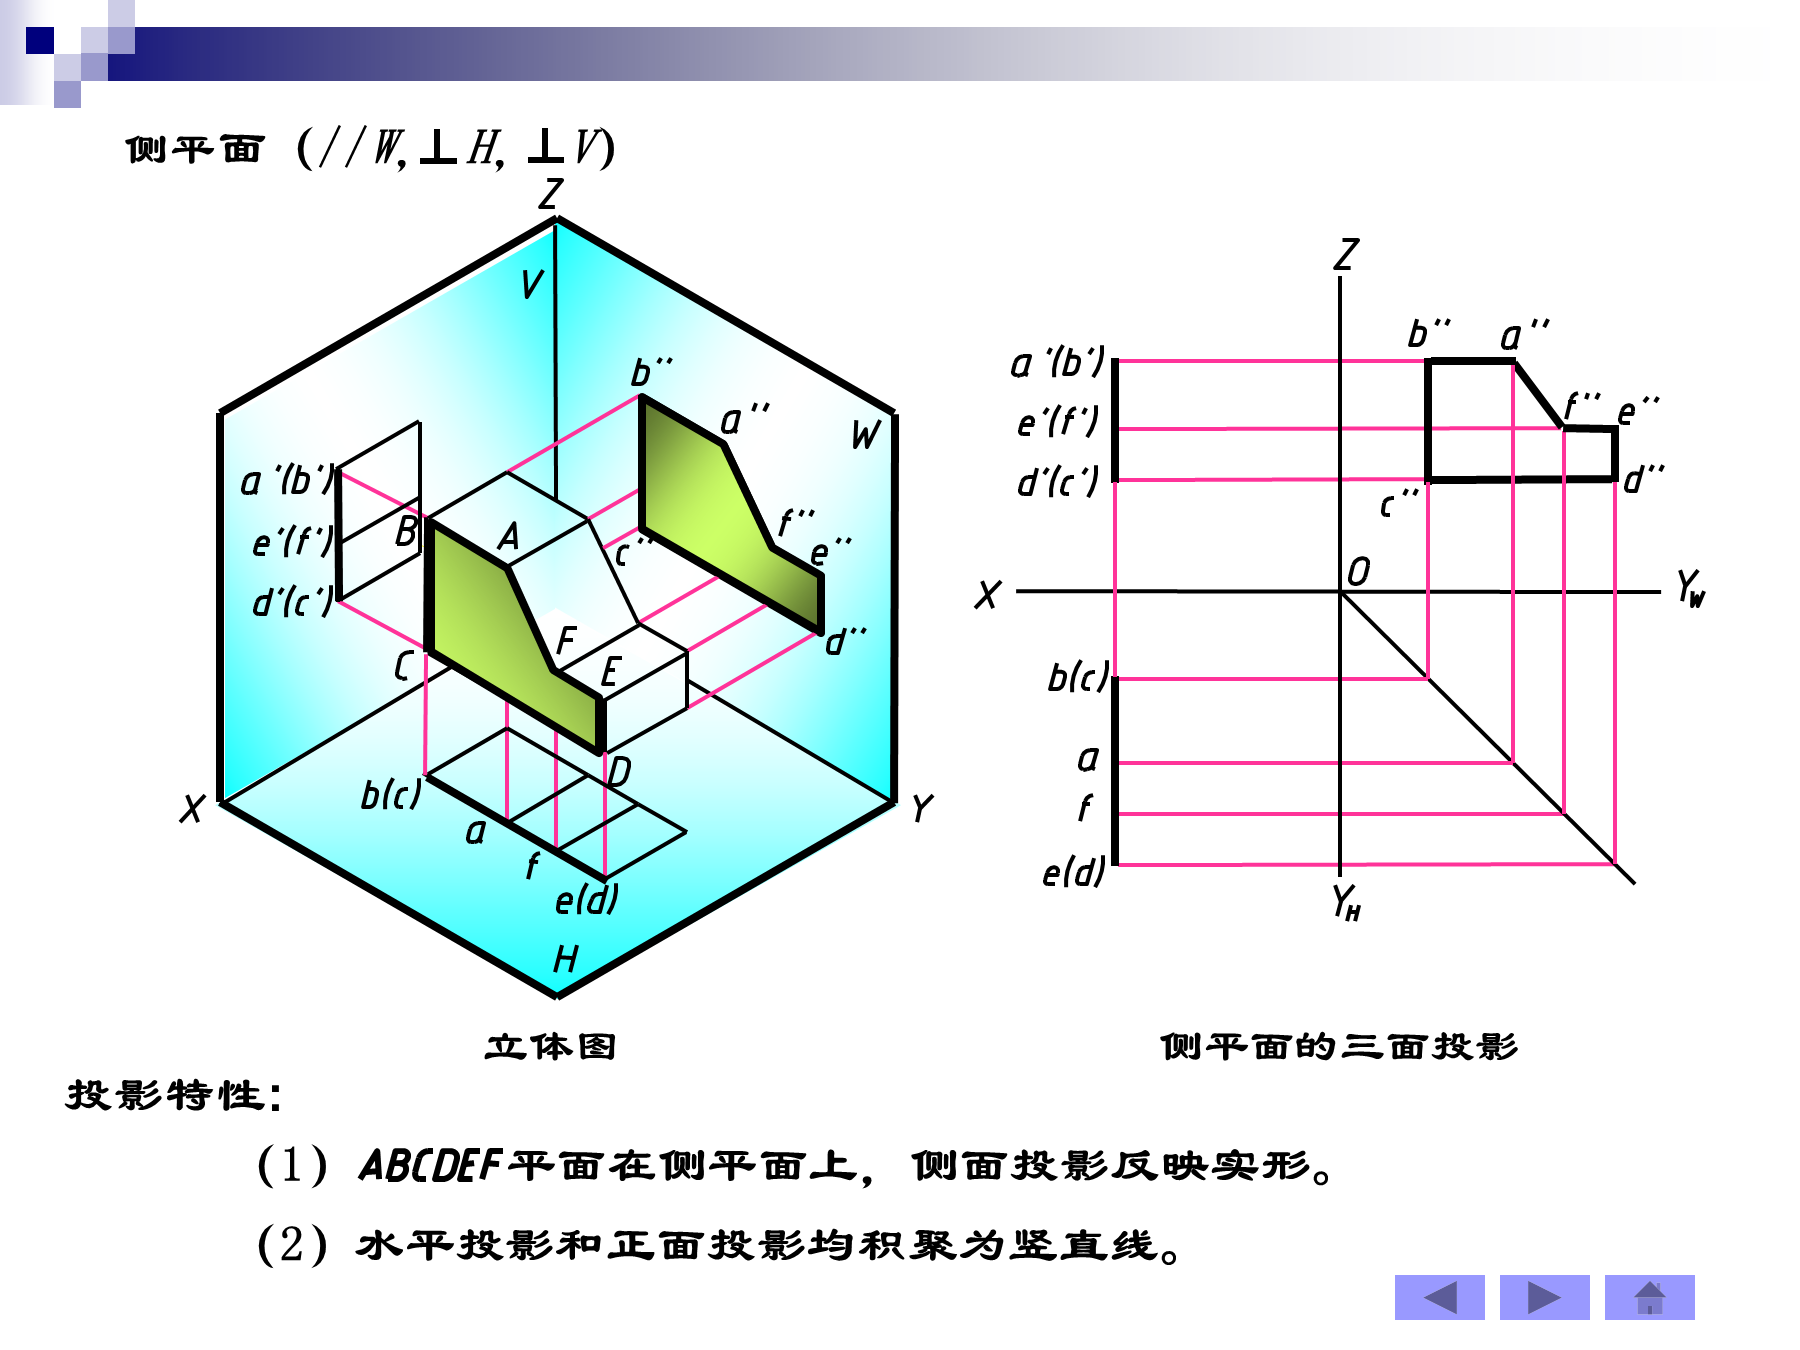 侧平面 (//W,⊥H, ⊥V)
Z
V
W
b''
a''
f''
e''
c''
d''
a'(b')
e'(f')
d'(c')
B
A
F
E
C
D
b(c)
a
f
e(d)
X
Y
H
立体图
Z
b''
a''
f''
e''
d''
c''
a'(b')
e'(f')
d'(c')
X
O
YW
b(c)
a
f
e(d)
YH
侧平面的三面投影
投影特性:
(1) ABCDEF平面在侧平面上，侧面投影反映实形。
(2) 水平投影和正面投影均积聚为竖直线。